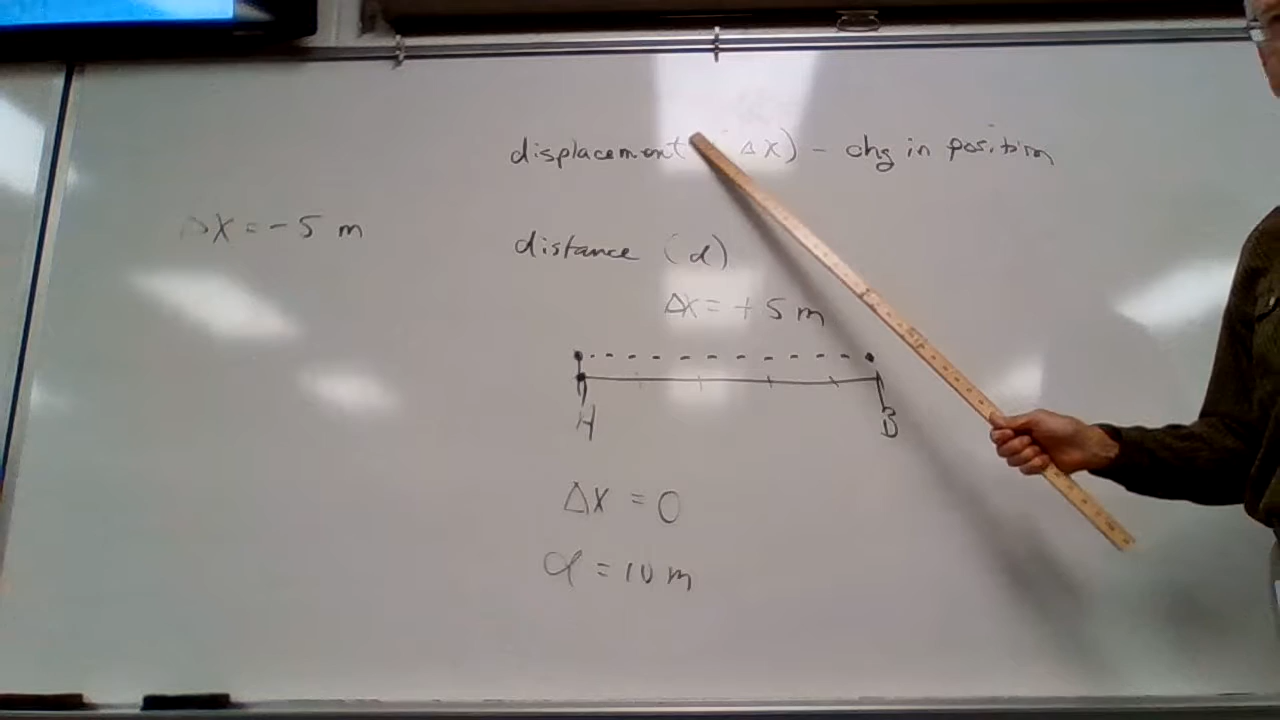 displacement (Δx) - chg in position
Δx = -5 m
distance (d)
Δx = +5 m
A B
Δx = 0
d = 10 m